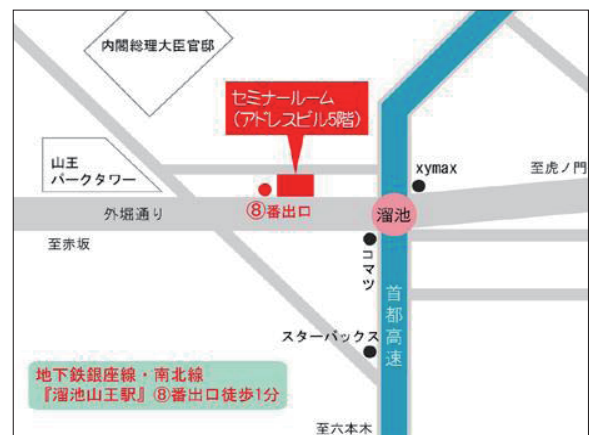 内閣総理大臣官邸
セミナールーム
(アドレスビル5階)
山王
パークタワー
xymax
至虎ノ門
外堀通り
⑧番出口
溜池
至赤坂
コマツ
首都高速
スターバックス
地下鉄銀座線・南北線
『溜池山王駅』⑧番出口徒歩1分
至六本木